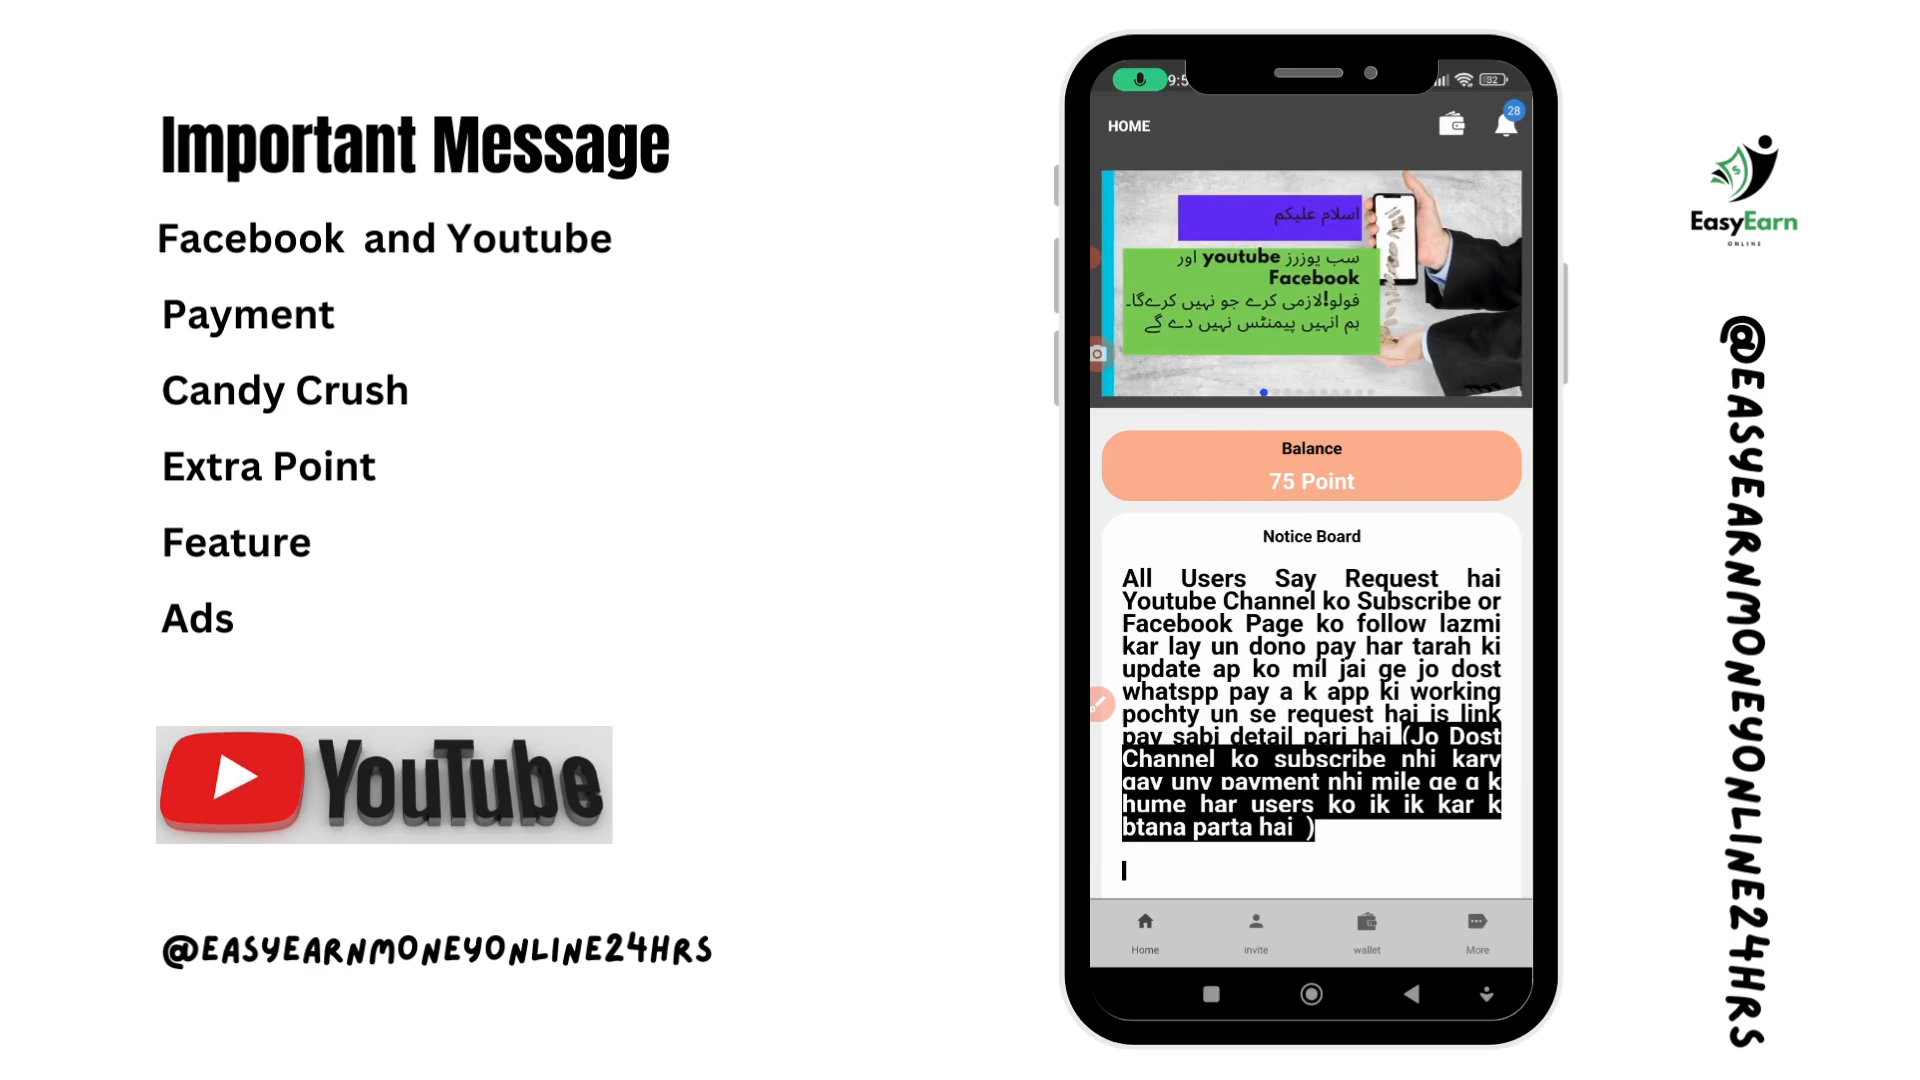 Important Message
Facebook and Youtube
Payment
Candy Crush
Extra Point
Feature
Ads
YouTube
@EASYEARNMONEYONLINE24HRS
9:5
32
HOME
28
اسلام علیکم
سب یوزرز youtube اور
Facebook
فولو!لازمی کرے جو نہیں کرےگا۔
ہم انہیں پیمنٹس نہیں دے گے
Balance
75 Point
Notice Board
All Users Say Request hai
Youtube Channel ko Subscribe or
Facebook Page ko follow lazmi
kar lay un dono pay har tarah ki
update ap ko mil jai ge jo dost
whatspp pay a k app ki working
pochty un se request hai is link
pay sabi detail pari hai (Jo Dost
Channel ko subscribe nhi kary
gay uny payment nhi mile ge q k
hume har users ko ik ik kar k
btana parta hai )
Home
invite
wallet
More
EasyEarn
ONLINE
@EASYEARNMONEYONLINE24HRS